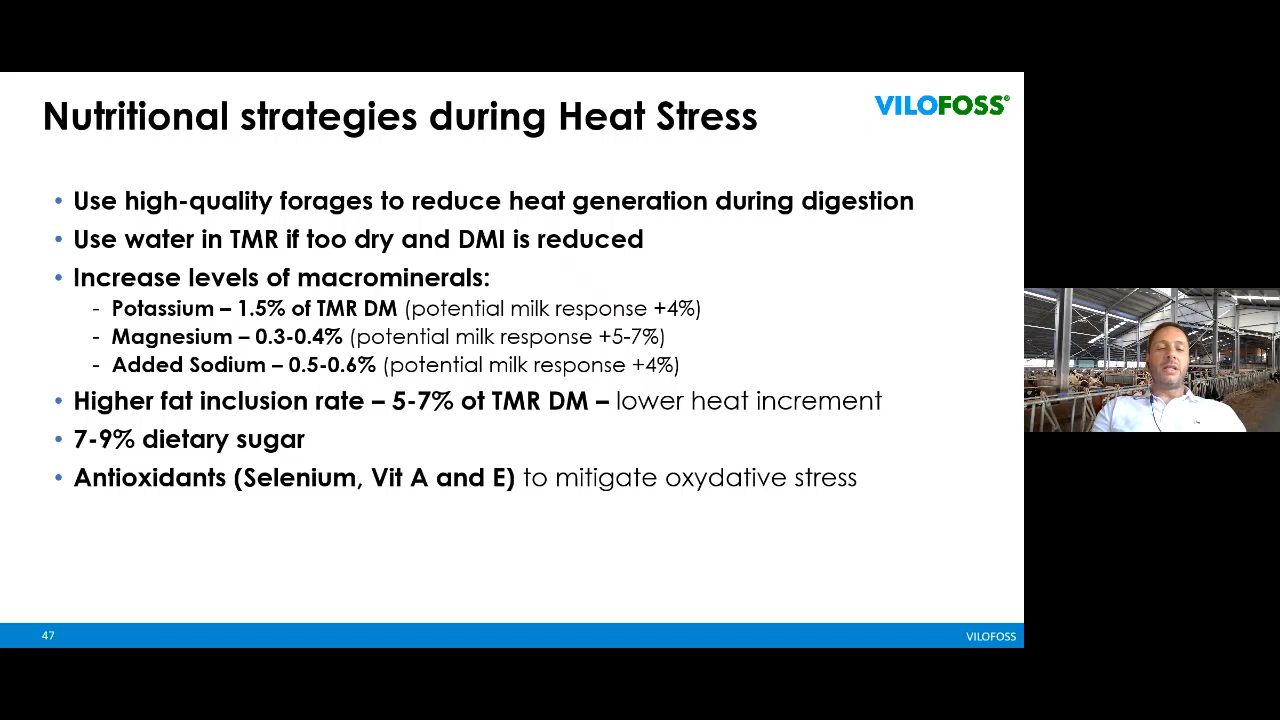 Nutritional strategies during Heat Stress
VILOFOSS®
• Use high-quality forages to reduce heat generation during digestion
• Use water in TMR if too dry and DMI is reduced
• Increase levels of macrominerals:
- Potassium – 1.5% of TMR DM (potential milk response +4%)
- Magnesium – 0.3-0.4% (potential milk response +5-7%)
- Added Sodium – 0.5-0.6% (potential milk response +4%)
• Higher fat inclusion rate – 5-7% ot TMR DM – lower heat increment
• 7-9% dietary sugar
• Antioxidants (Selenium, Vit A and E) to mitigate oxydative stress
47
VILOFOSS